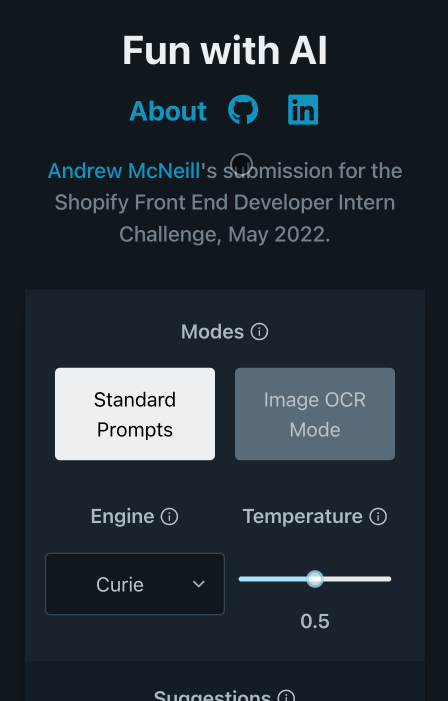 Fun with AI
About
Andrew McNeill's submission for the
Shopify Front End Developer Intern
Challenge, May 2022.
Modes
Standard
Prompts
Image OCR
Mode
Engine
Temperature
Curie
0.5
Suggestions